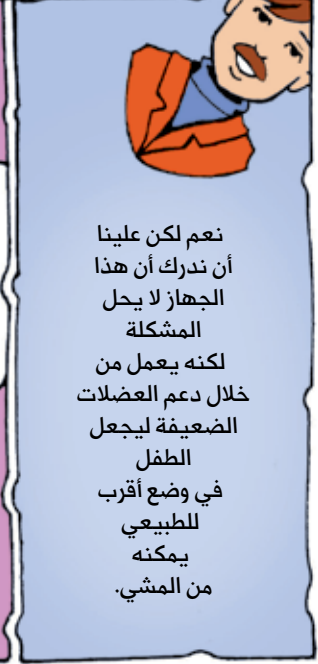 نعم لكن علينا
أن ندرك أن هذا
الجهاز لا يحل
المشكلة
لكنه يعمل من
خلال دعم العضلات
الضعيفة ليجعل
الطفل
في وضع أقرب
للطبيعي
يمكنه
من المشي.